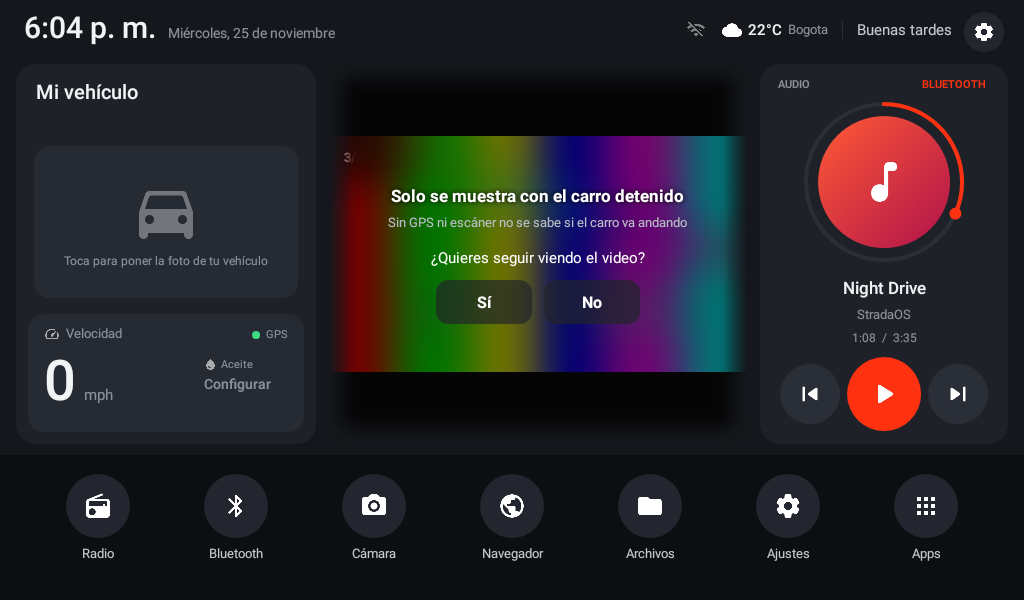 6:04 p. m.
Miércoles, 25 de noviembre
22°C Bogota
Buenas tardes
Mi vehículo
Toca para poner la foto de tu vehículo
Velocidad
GPS
0 mph
Aceite
Configurar
3/
Solo se muestra con el carro detenido
Sin GPS ni escáner no se sabe si el carro va andando
¿Quieres seguir viendo el video?
Sí
No
AUDIO
BLUETOOTH
Night Drive
StradaOS
1:08 / 3:35
Radio
Bluetooth
Cámara
Navegador
Archivos
Ajustes
Apps